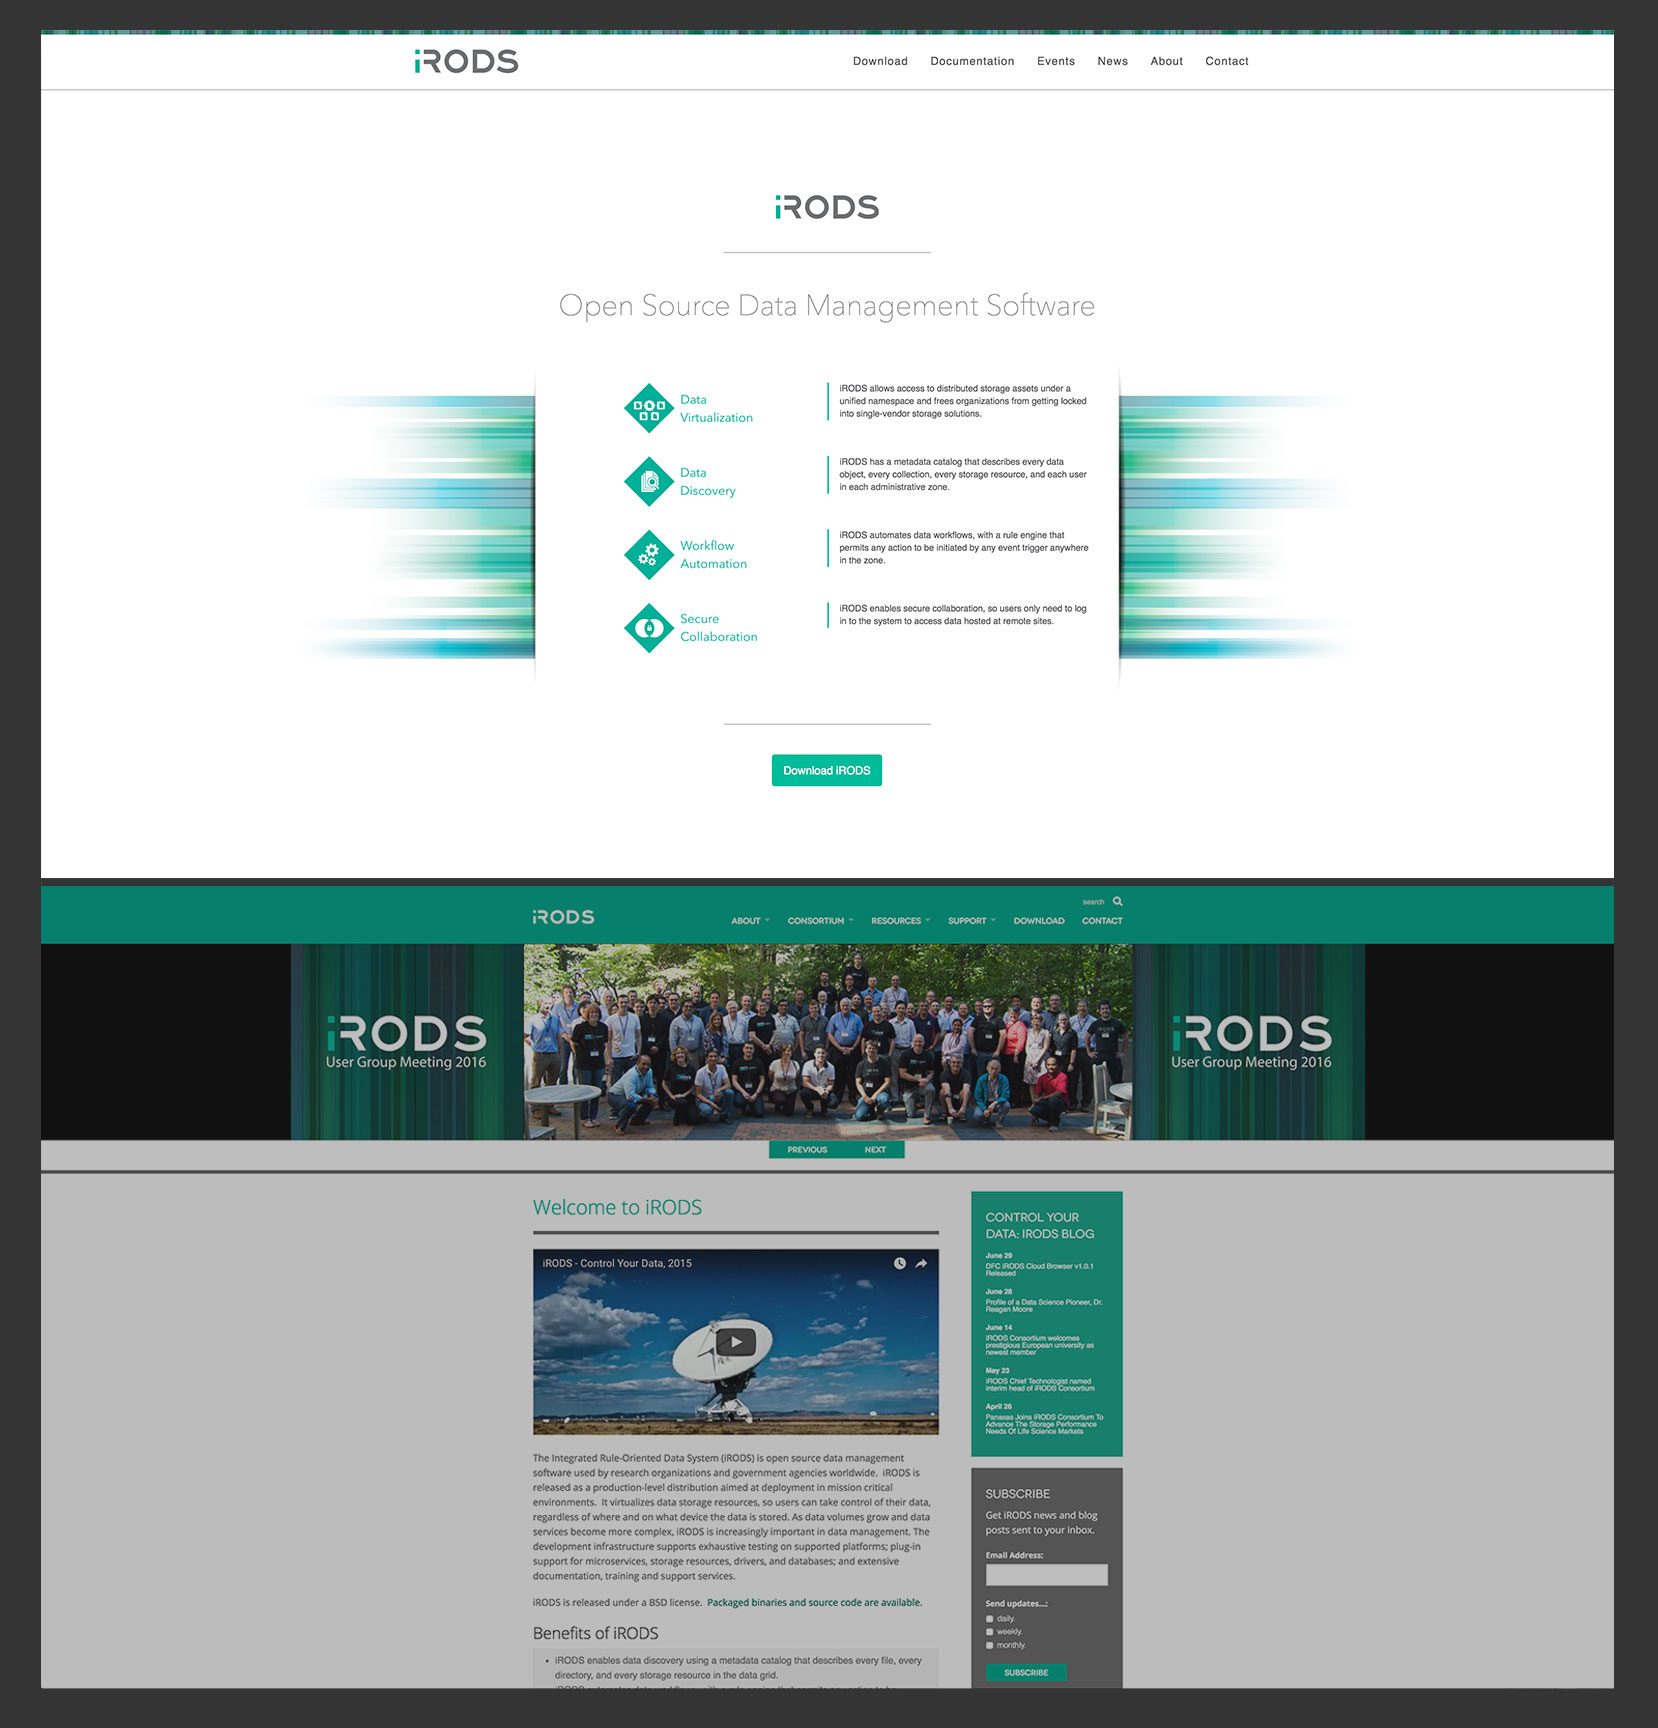 iRODS
Download Documentation Events News About Contact
iRODS
Open Source Data Management Software
Data
Virtualization
iRODS allows access to distributed storage assets under a
unified namespace and frees organizations from getting locked
into single-vendor storage solutions.
Data
Discovery
iRODS has a metadata catalog that describes every data
object, every collection, every storage resource, and each user
in each administrative zone.
Workflow
Automation
iRODS automates data workflows, with a rule engine that
permits any action to be initiated by any event trigger anywhere
in the zone.
Secure
Collaboration
iRODS enables secure collaboration, so users only need to log
in to the system to access data hosted at remote sites.
Download iRODS
search
iRODS
ABOUT CONSORTIUM RESOURCES SUPPORT DOWNLOAD CONTACT
iRODS
User Group Meeting 2016
iRODS
User Group Meeting 2016
PREVIOUS NEXT
Welcome to iRODS
iRODS - Control Your Data, 2015
The Integrated Rule-Oriented Data System (iRODS) is open source data management
software used by research organizations and government agencies worldwide. iRODS is
released as a production-level distribution aimed at deployment in mission critical
environments. It virtualizes data storage resources, so users can take control of their data,
regardless of where and on what device the data is stored. As data volumes grow and data
services become more complex, iRODS is increasingly important in data management. The
development infrastructure supports exhaustive testing on supported platforms; plug-in
support for microservices, storage resources, drivers, and databases; and extensive
documentation, training and support services.
iRODS is released under a BSD license. Packaged binaries and source code are available.
Benefits of iRODS
• iRODS enables data discovery using a metadata catalog that describes every file, every
directory, and every storage resource in the data grid.
CONTROL YOUR
DATA: IRODS BLOG
June 29
DFC iRODS Cloud Browser v1.0.1
Released
June 28
Profile of a Data Science Pioneer, Dr.
Reagan Moore
June 14
iRODS Consortium welcomes
prestigious European university as
newest member
May 23
iRODS Chief Technologist named
interim head of iRODS Consortium
April 26
Panasas Joins iRODS Consortium To
Advance The Storage Performance
Needs Of Life Science Markets
SUBSCRIBE
Get iRODS news and blog
posts sent to your inbox.
Email Address:
Send updates...:
daily.
weekly.
monthly.
SUBSCRIBE